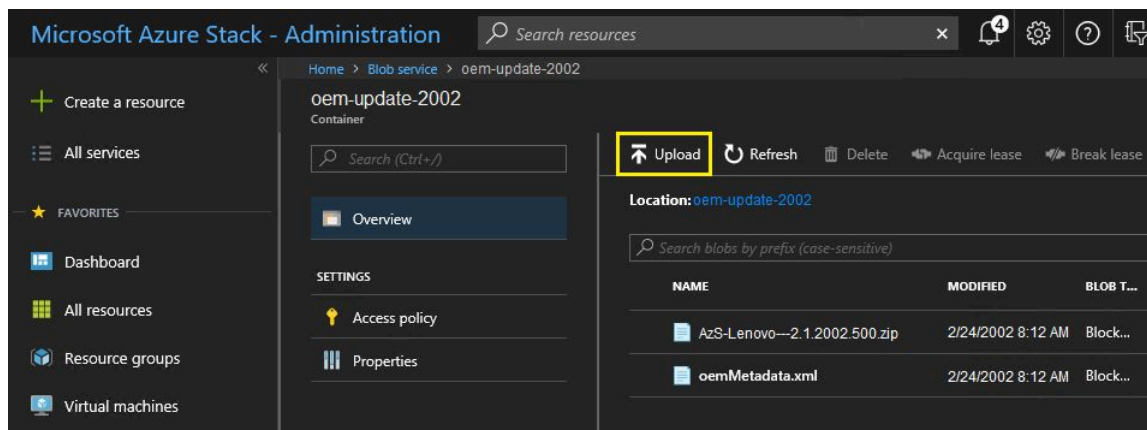 Microsoft Azure Stack - Administration
Search resources
4
Home > Blob service > oem-update-2002
oem-update-2002
Container
Create a resource
All services
FAVORITES
Dashboard
All resources
Resource groups
Virtual machines
Search (Ctrl+/)
Overview
SETTINGS
Access policy
Properties
Upload Refresh Delete Acquire lease Break lease
Location: oem-update-2002
Search blobs by prefix (case-sensitive)
NAME MODIFIED BLOB T...
AzS-Lenovo---2.1.2002.500.zip 2/24/2002 8:12 AM Block...
oemMetadata.xml 2/24/2002 8:12 AM Block...